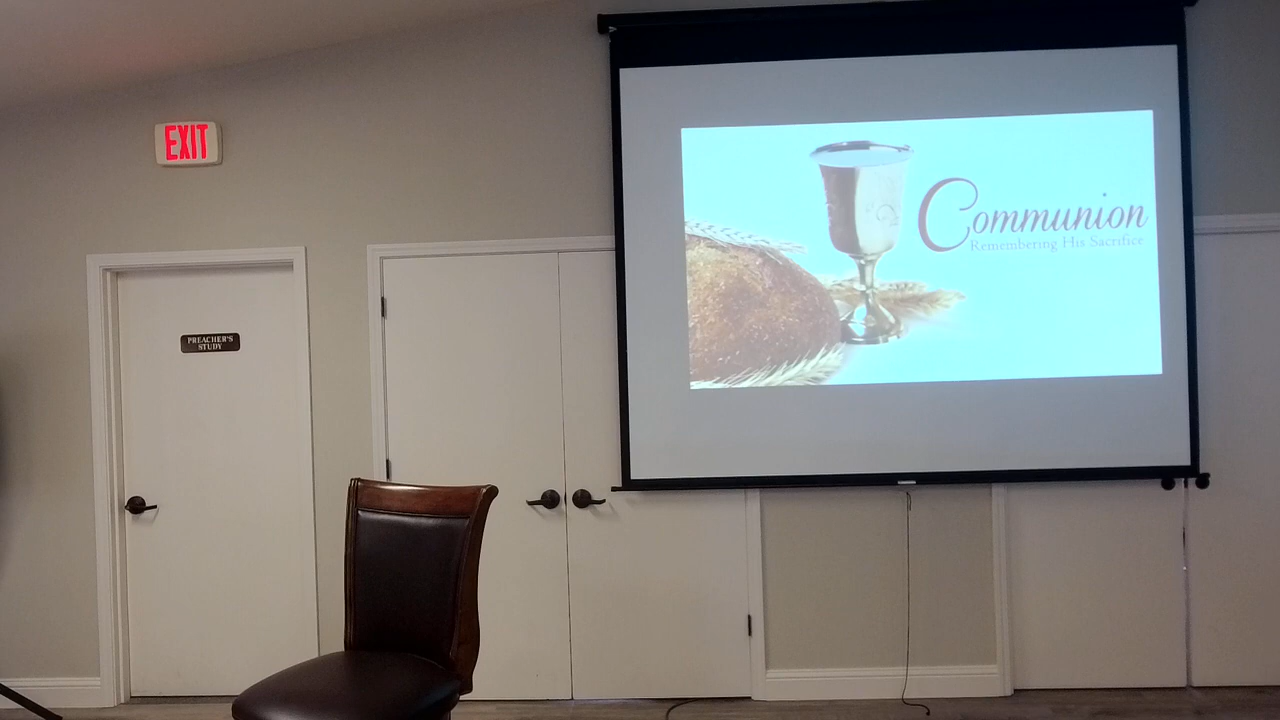 EXIT
PREACHER'S
STUDY
Communion
Remembering His Sacrifice